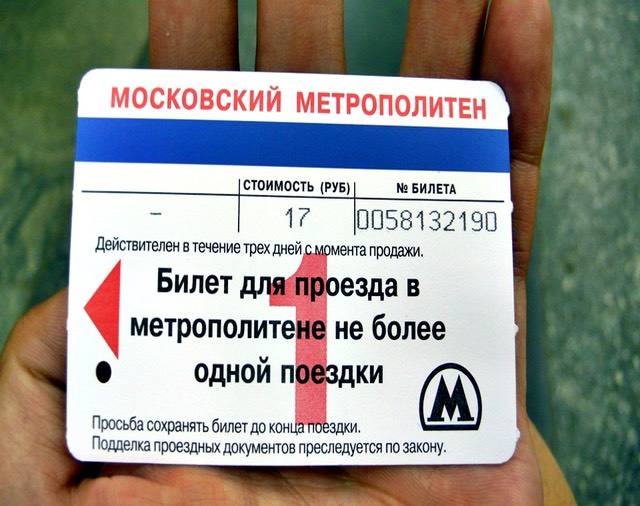 МОСКОВСКИЙ МЕТРОПОЛИТЕН
СТОИМОСТЬ (РУБ) № БИЛЕТА
– 17 0058132190
Действителен в течение трех дней с момента продажи.
1
Билет для проезда в
метрополитене не более
одной поездки
М
Просьба сохранять билет до конца поездки.
Подделка проездных документов преследуется по закону.